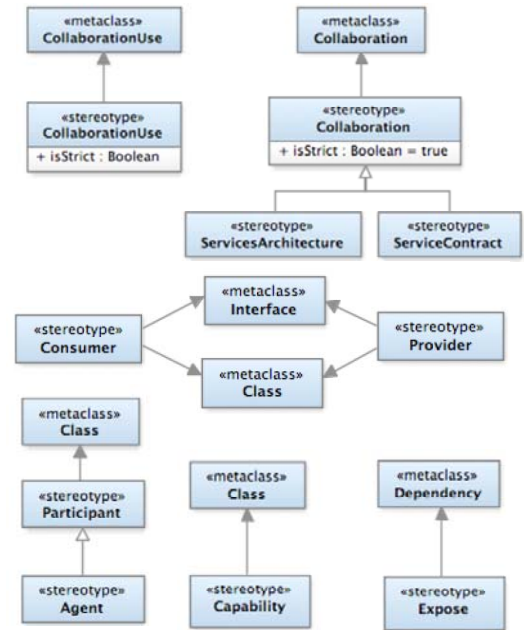 «metaclass»
CollaborationUse
«metaclass»
Collaboration
«stereotype»
CollaborationUse
+ isStrict : Boolean
«stereotype»
Collaboration
+ isStrict : Boolean = true
«stereotype»
ServicesArchitecture
«stereotype»
ServiceContract
«metaclass»
Interface
«stereotype»
Consumer
«stereotype»
Provider
«metaclass»
Class
«metaclass»
Class
«metaclass»
Class
«metaclass»
Dependency
«stereotype»
Participant
«stereotype»
Agent
«stereotype»
Capability
«stereotype»
Expose